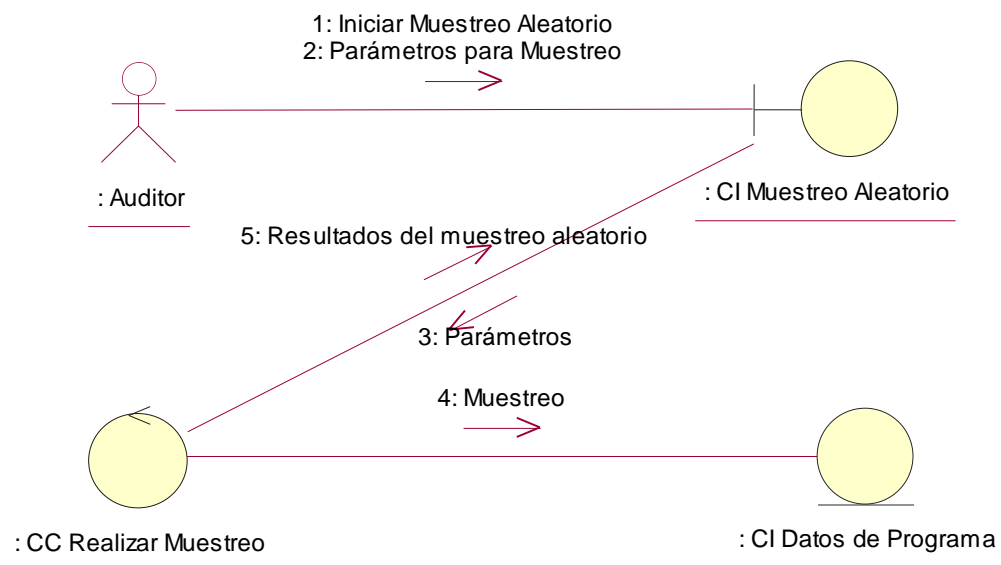 1: Iniciar Muestreo Aleatorio
2: Parámetros para Muestreo
: Auditor
: CI Muestreo Aleatorio
5: Resultados del muestreo aleatorio
3: Parámetros
4: Muestreo
: CC Realizar Muestreo
: CI Datos de Programa